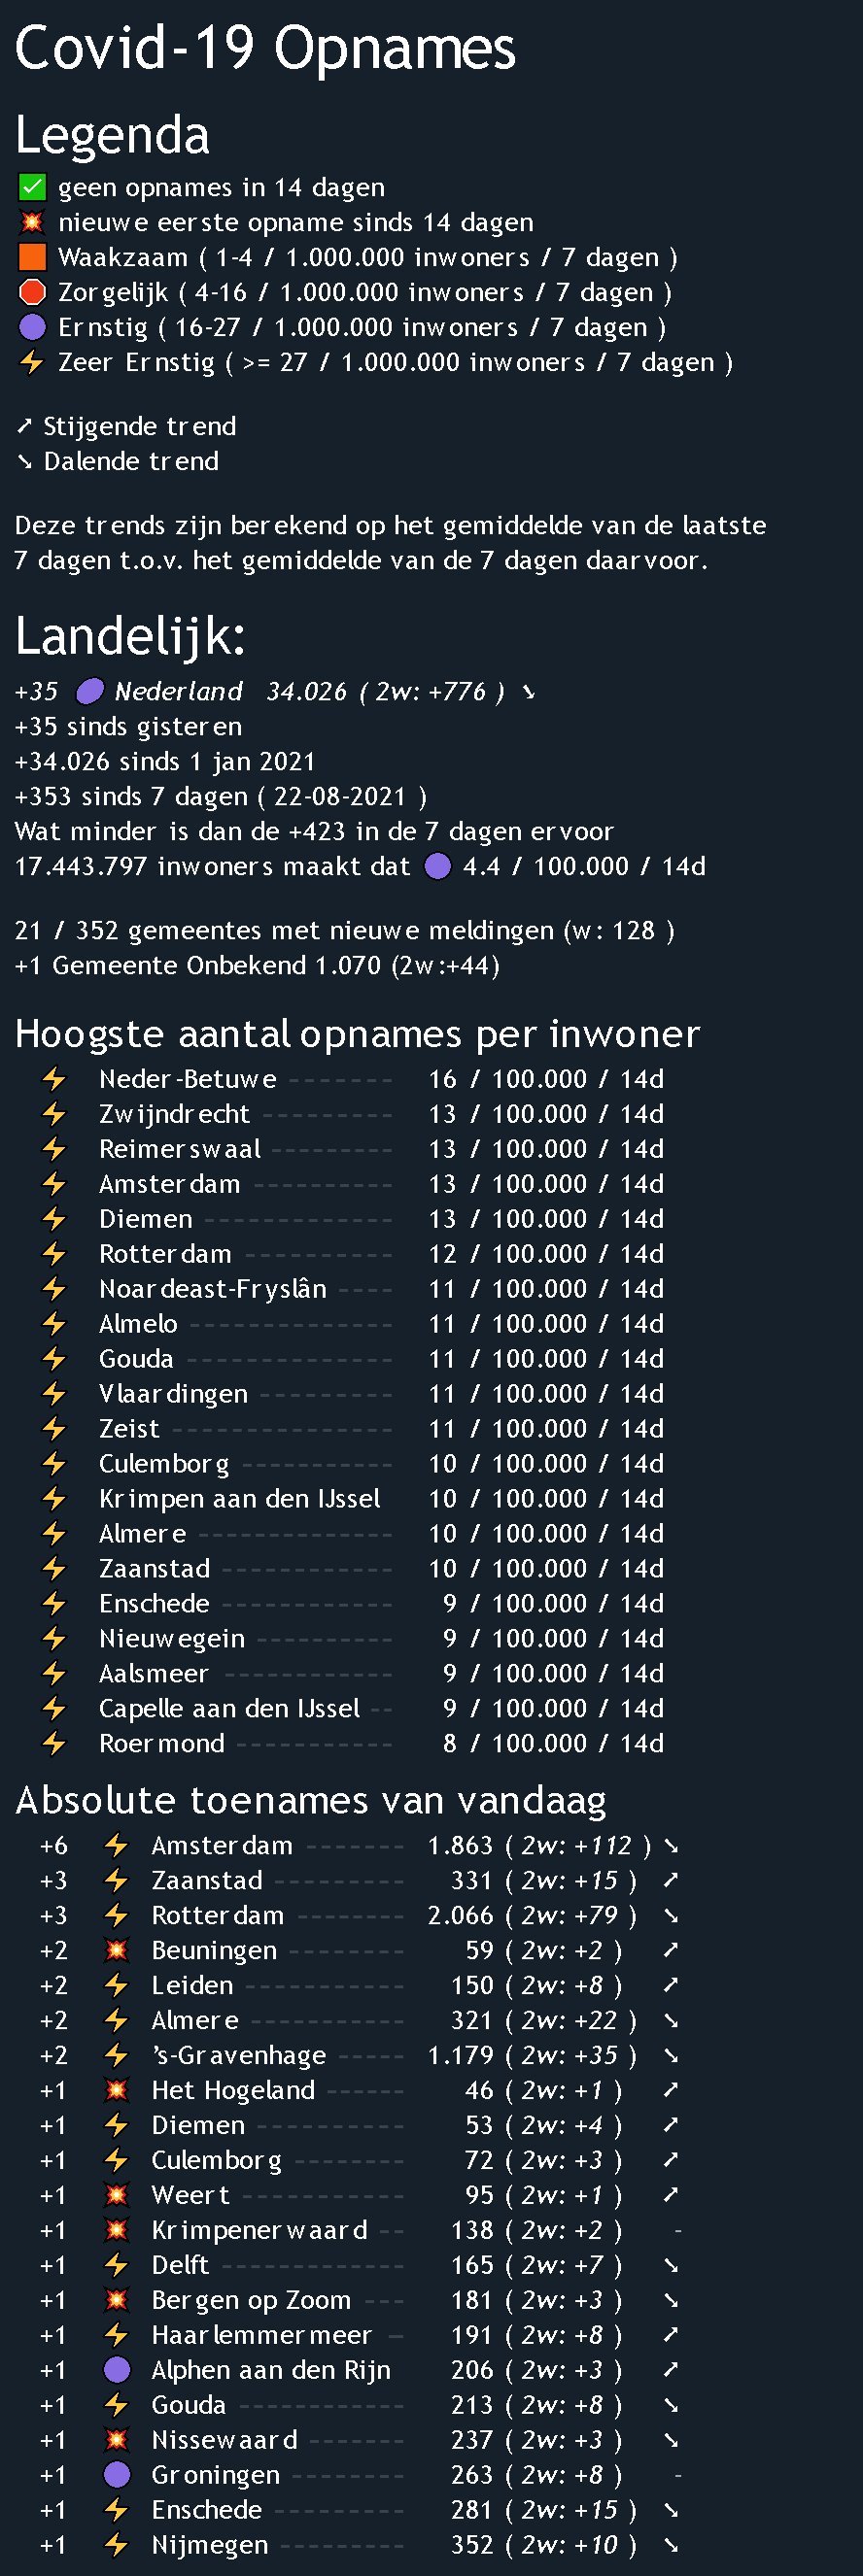 Covid-19 Opnames
Legenda
✅ geen opnames in 14 dagen
💥 nieuwe eerste opname sinds 14 dagen
🟧 Waakzaam ( 1-4 / 1.000.000 inwoners / 7 dagen )
🛑 Zorgelijk ( 4-16 / 1.000.000 inwoners / 7 dagen )
🟣 Ernstig ( 16-27 / 1.000.000 inwoners / 7 dagen )
⚡ Zeer Ernstig ( >= 27 / 1.000.000 inwoners / 7 dagen )
➚ Stijgende trend
➘ Dalende trend
Deze trends zijn berekend op het gemiddelde van de laatste
7 dagen t.o.v. het gemiddelde van de 7 dagen daarvoor.
Landelijk:
+35 🟣 Nederland 34.026 ( 2w: +776 ) ➘
+35 sinds gisteren
+34.026 sinds 1 jan 2021
+353 sinds 7 dagen ( 22-08-2021 )
Wat minder is dan de +423 in de 7 dagen ervoor
17.443.797 inwoners maakt dat 🟣 4.4 / 100.000 / 14d
21 / 352 gemeentes met nieuwe meldingen (w: 128 )
+1 Gemeente Onbekend 1.070 (2w:+44)
Hoogste aantal opnames per inwoner
⚡ Neder-Betuwe -------- 16 / 100.000 / 14d
⚡ Zwijndrecht ---------- 13 / 100.000 / 14d
⚡ Reimerswaal --------- 13 / 100.000 / 14d
⚡ Amsterdam ----------- 13 / 100.000 / 14d
⚡ Diemen -------------- 13 / 100.000 / 14d
⚡ Rotterdam ----------- 12 / 100.000 / 14d
⚡ Noardeast-Fryslân ---- 11 / 100.000 / 14d
⚡ Almelo --------------- 11 / 100.000 / 14d
⚡ Gouda --------------- 11 / 100.000 / 14d
⚡ Vlaardingen ---------- 11 / 100.000 / 14d
⚡ Zeist ---------------- 11 / 100.000 / 14d
⚡ Culemborg ----------- 10 / 100.000 / 14d
⚡ Krimpen aan den IJssel 10 / 100.000 / 14d
⚡ Almere -------------- 10 / 100.000 / 14d
⚡ Zaanstad ------------ 10 / 100.000 / 14d
⚡ Enschede ------------ 9 / 100.000 / 14d
⚡ Nieuwegein ---------- 9 / 100.000 / 14d
⚡ Aalsmeer ------------ 9 / 100.000 / 14d
⚡ Capelle aan den IJssel -- 9 / 100.000 / 14d
⚡ Roermond ----------- 8 / 100.000 / 14d
Absolute toenames van vandaag
+6 ⚡ Amsterdam ------- 1.863 ( 2w: +112 ) ➘
+3 ⚡ Zaanstad --------- 331 ( 2w: +15 ) ➚
+3 ⚡ Rotterdam -------- 2.066 ( 2w: +79 ) ➘
+2 💥 Beuningen -------- 59 ( 2w: +2 ) ➚
+2 ⚡ Leiden ----------- 150 ( 2w: +8 ) ➚
+2 ⚡ Almere ----------- 321 ( 2w: +22 ) ➘
+2 ⚡ 's-Gravenhage ----- 1.179 ( 2w: +35 ) ➘
+1 💥 Het Hogeland ------ 46 ( 2w: +1 ) ➚
+1 ⚡ Diemen ----------- 53 ( 2w: +4 ) ➚
+1 ⚡ Culemborg -------- 72 ( 2w: +3 ) ➚
+1 💥 Weert ------------ 95 ( 2w: +1 ) ➚
+1 💥 Krimpenerwaard -- 138 ( 2w: +2 ) -
+1 ⚡ Delft ------------- 165 ( 2w: +7 ) ➘
+1 💥 Bergen op Zoom --- 181 ( 2w: +3 ) ➘
+1 ⚡ Haarlemmermeer - 191 ( 2w: +8 ) ➚
+1 🟣 Alphen aan den Rijn 206 ( 2w: +3 ) ➚
+1 ⚡ Gouda ------------ 213 ( 2w: +8 ) ➘
+1 💥 Nissewaard ------- 237 ( 2w: +3 ) ➘
+1 🟣 Groningen -------- 263 ( 2w: +8 ) -
+1 ⚡ Enschede --------- 281 ( 2w: +15 ) ➘
+1 ⚡ Nijmegen --------- 352 ( 2w: +10 ) ➘